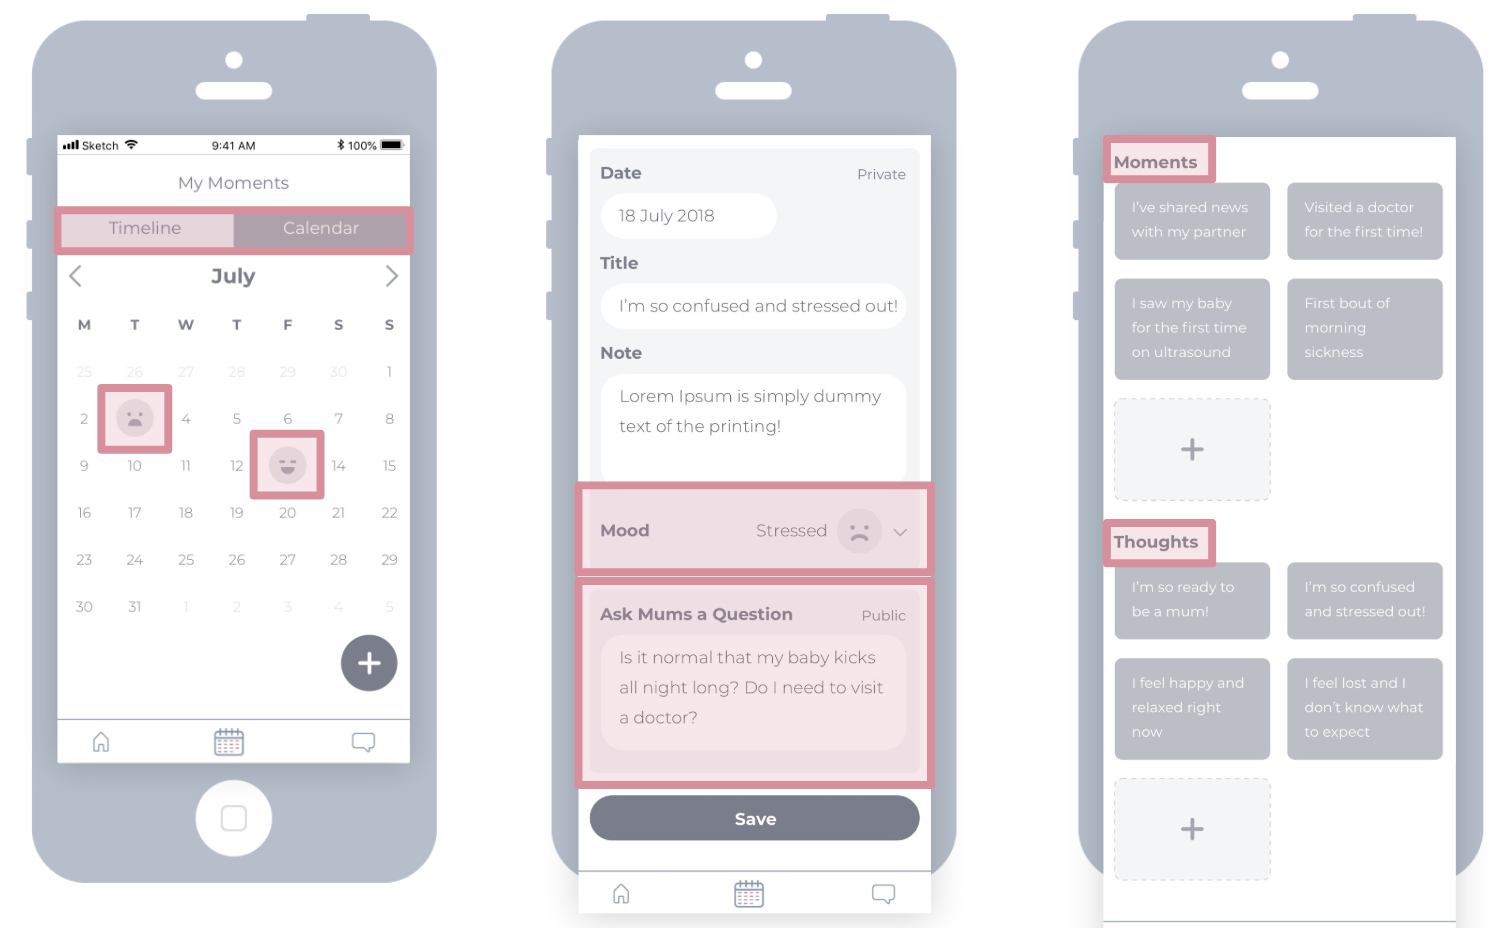 Sketch 9:41 AM 100%
My Moments
Timeline Calendar
July
M T W T F S S
25 26 27 28 29 30 1
2 4 5 6 7 8
9 10 11 12 14 15
16 17 18 19 20 21 22
23 24 25 26 27 28 29
30 31 1 2 3 4 5
Date Private
18 July 2018
Title
I'm so confused and stressed out!
Note
Lorem Ipsum is simply dummy
text of the printing!
Mood Stressed
Ask Mums a Question Public
Is it normal that my baby kicks
all night long? Do I need to visit
a doctor?
Save
Moments
I've shared news
with my partner
Visited a doctor
for the first time!
I saw my baby
for the first time
on ultrasound
First bout of
morning
sickness
Thoughts
I'm so ready to
be a mum!
I'm so confused
and stressed out!
I feel happy and
relaxed right
now
I feel lost and I
don't know what
to expect